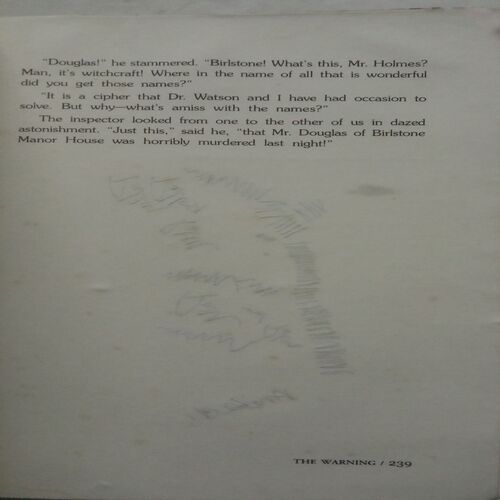 "Douglas!" he stammered. "Birlstone! What's this, Mr. Holmes?
Man, it's witchcraft! Where in the name of all that is wonderful
did you get those names?"
"It is a cipher that Dr. Watson and I have had occasion to
solve. But why—what's amiss with the names?"
The inspector looked from one to the other of us in dazed
astonishment. "Just this," said he, "that Mr. Douglas of Birlstone
Manor House was horribly murdered last night!"
THE WARNING / 239